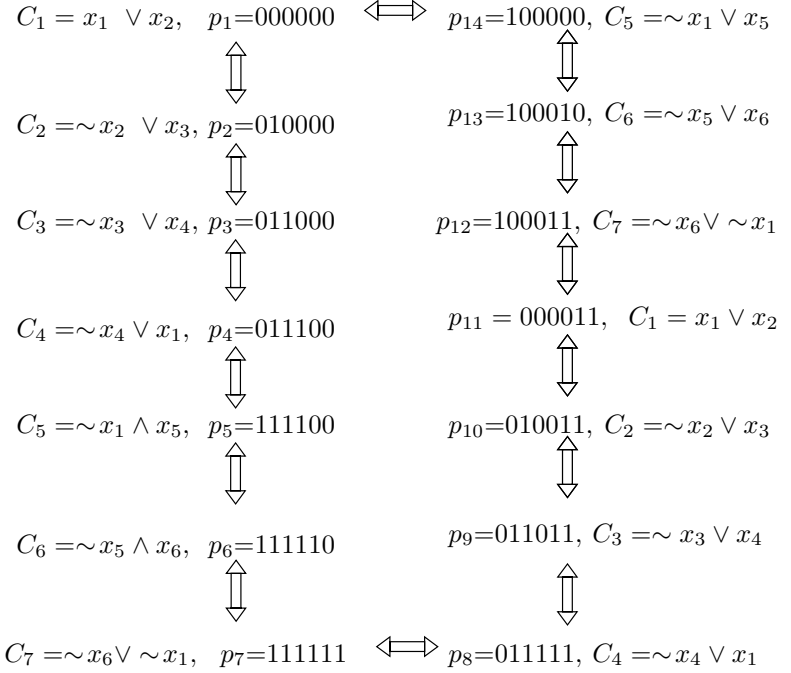 C₁ = x₁ ∨ x₂, p₁=000000 p₁₄=100000, C₅ =∼x₁ ∨ x₅
C₂ =∼x₂ ∨ x₃, p₂=010000 p₁₃=100010, C₆ =∼x₅ ∨ x₆
C₃ =∼x₃ ∨ x₄, p₃=011000 p₁₂=100011, C₇ =∼x₆∨ ∼x₁
C₄ =∼x₄ ∨ x₁, p₄=011100 p₁₁ = 000011, C₁ = x₁ ∨ x₂
C₅ =∼x₁ ∧ x₅, p₅=111100 p₁₀=010011, C₂ =∼x₂ ∨ x₃
C₆ =∼x₅ ∧ x₆, p₆=111110 p₉=011011, C₃ =∼ x₃ ∨ x₄
C₇ =∼x₆∨ ∼x₁, p₇=111111 p₈=011111, C₄ =∼x₄ ∨ x₁